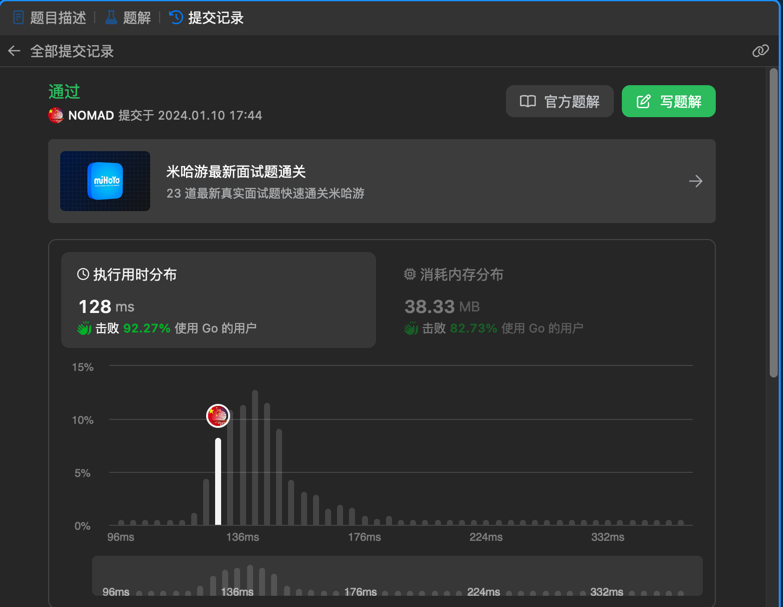 题目描述 题解 提交记录
全部提交记录
通过
NOMAD 提交于 2024.01.10 17:44
官方题解 写题解
miHoYo
米哈游最新面试题通关
23 道最新真实面试题快速通关米哈游
执行用时分布
128 ms
击败 92.27% 使用 Go 的用户
消耗内存分布
38.33 MB
击败 82.73% 使用 Go 的用户
15%
10%
5%
0%
96ms 136ms 176ms 224ms 332ms
96ms 136ms 176ms 224ms 332ms